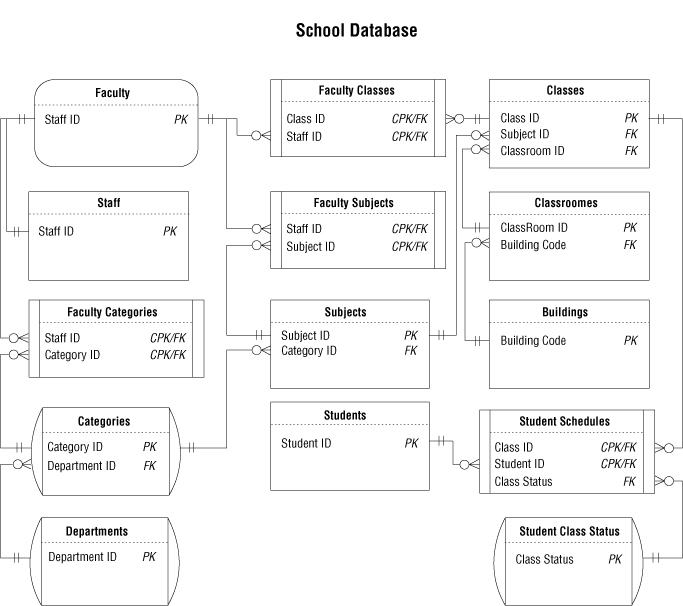 School Database
Faculty
Staff ID PK
Faculty Classes
Class ID CPK/FK
Staff ID CPK/FK
Classes
Class ID PK
Subject ID FK
Classroom ID FK
Staff
Staff ID PK
Faculty Subjects
Staff ID CPK/FK
Subject ID CPK/FK
Classroomes
ClassRoom ID PK
Building Code FK
Faculty Categories
Staff ID CPK/FK
Category ID CPK/FK
Subjects
Subject ID PK
Category ID FK
Buildings
Building Code PK
Categories
Category ID PK
Department ID FK
Students
Student ID PK
Student Schedules
Class ID CPK/FK
Student ID CPK/FK
Class Status FK
Departments
Department ID PK
Student Class Status
Class Status PK